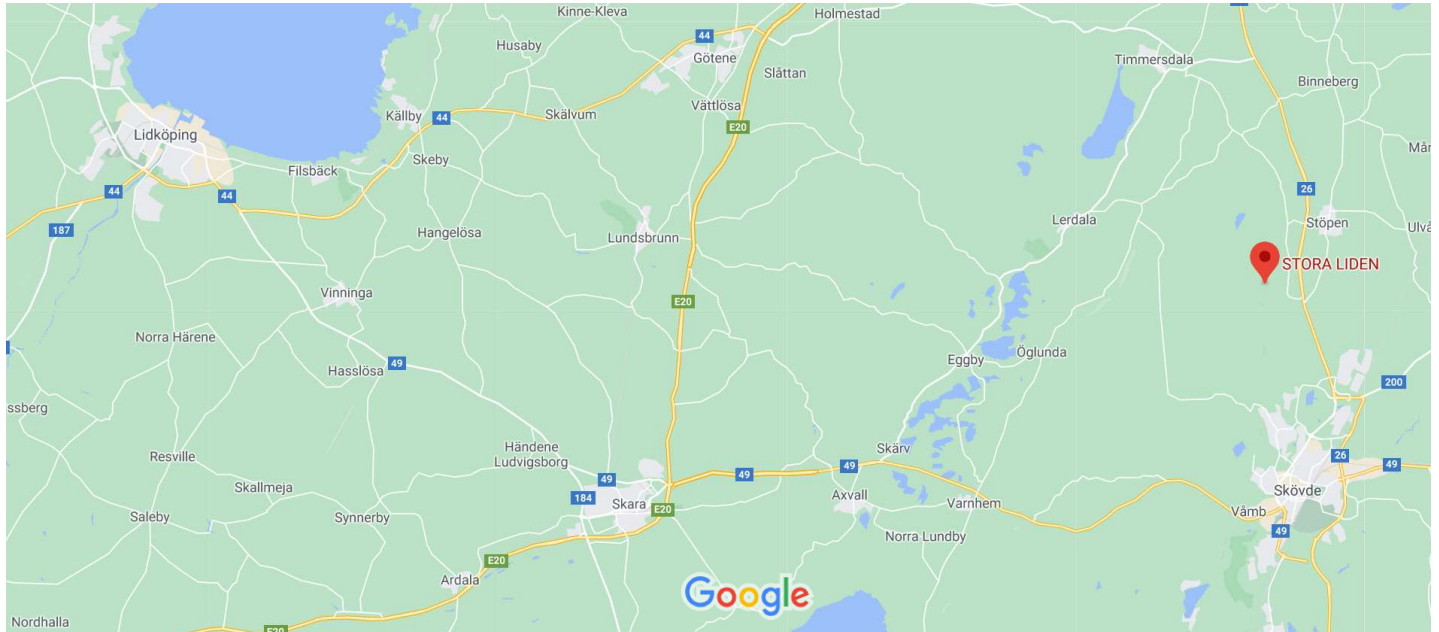 Kinne-Kleva
Holmestad
44
Husaby
Götene
Slättan
Timmersdala
Binneberg
Källby
44
Skälvum
Vättlösa
E20
Lidköping
Skeby
Filsbäck
44
44
26
187
Hangelösa
Lundsbrunn
Lerdala
Stöpen
STORA LIDEN
Vinninga
E20
Norra Härene
Hasslösa
49
Eggby
Öglunda
200
ssberg
Resville
Händene
Ludvigsborg
Skärv
Skallmeja
49
49
49
26
49
184
Skara
E20
Axvall
Varnhem
Skövde
Saleby
Synnerby
Våmb
49
Norra Lundby
E20
Ardala
Google
Nordhalla
E20